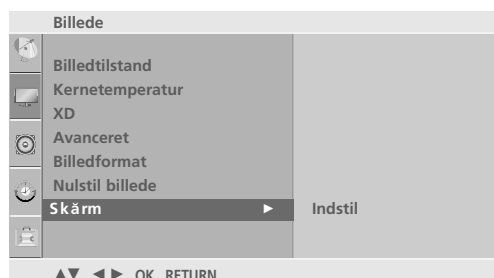 Billede
Billedtilstand
Kernetemperatur
XD
Avanceret
Billedformat
Nulstil billede
Skärm ► Indstil
▲▼ ◄ ► OK RETURN